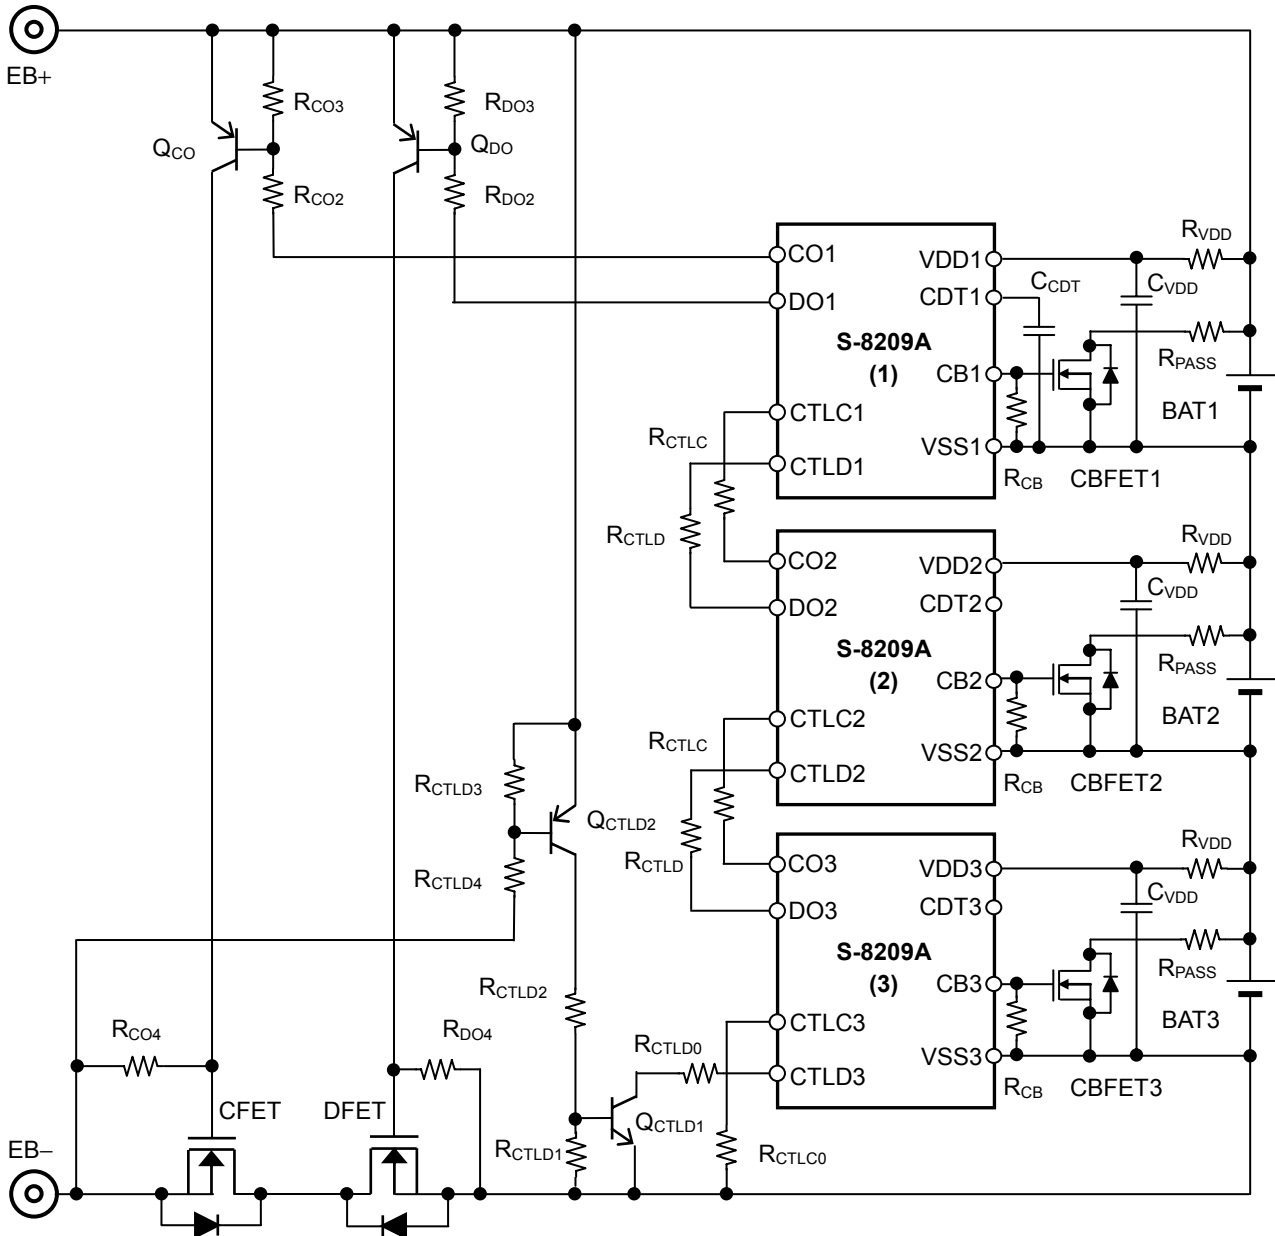 EB+
RCO3
RDO3
QCO
QDO
RCO2
RDO2
RVDD
CO1
VDD1
CCDT
CVDD
DO1
CDT1
S-8209A
(1)
RPASS
CB1
CTLC1
BAT1
RCTLC
VSS1
CTLD1
RCB
CBFET1
RCTLD
RVDD
CO2
VDD2
CVDD
DO2
CDT2
S-8209A
(2)
RPASS
CB2
CTLC2
BAT2
RCTLC
VSS2
CTLD2
RCB
CBFET2
RCTLD3
QCTLD2
RVDD
RCTLD
CO3
VDD3
RCTLD4
CVDD
DO3
CDT3
S-8209A
(3)
RPASS
CB3
RCTLD2
CTLC3
BAT3
RCO4
RDO4
RCTLD0
VSS3
CTLD3
RCB
CBFET3
CFET
DFET
QCTLD1
EB−
RCTLD1
RCTLC0